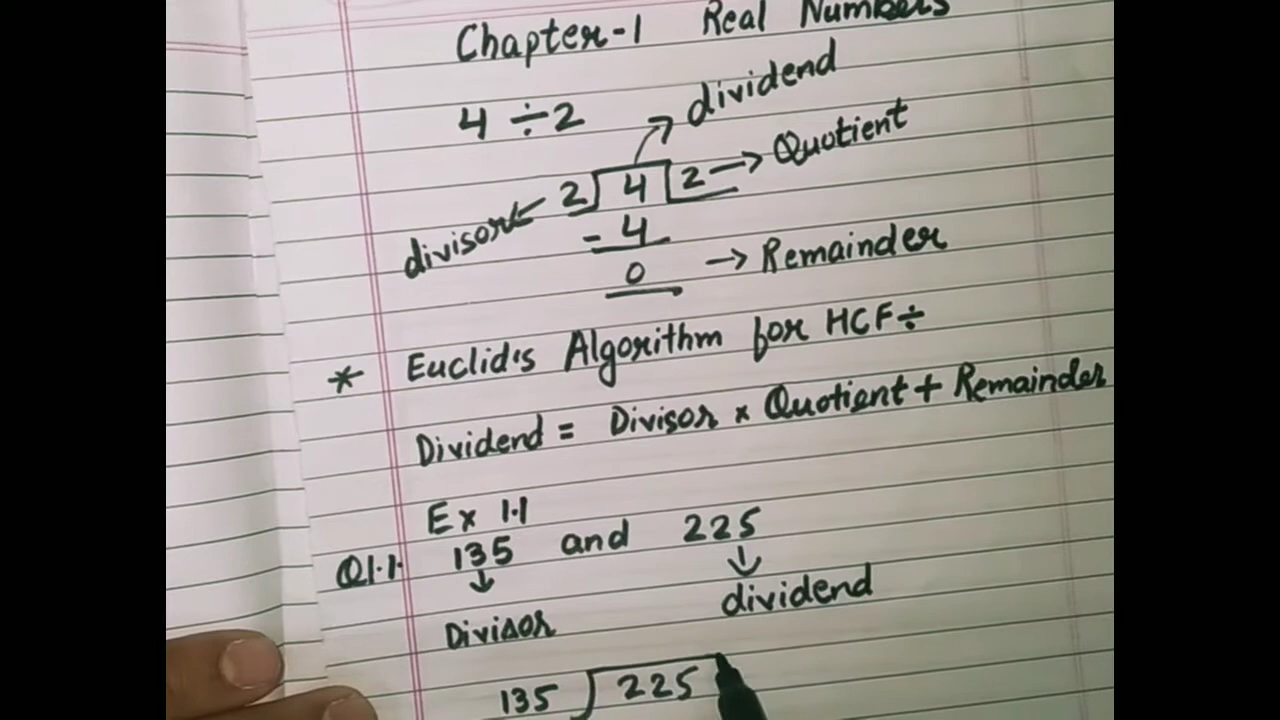 Chapter-1 Real Numbers
4 ÷ 2
dividend
Quotient
2 4 2
divisor
- 4
0 → Remainder
* Euclid's Algorithm for HCF÷
Dividend = Divisor × Quotient + Remainder
Ex 1.1
Q1.1. 135 and 225
Divisor dividend
135 225